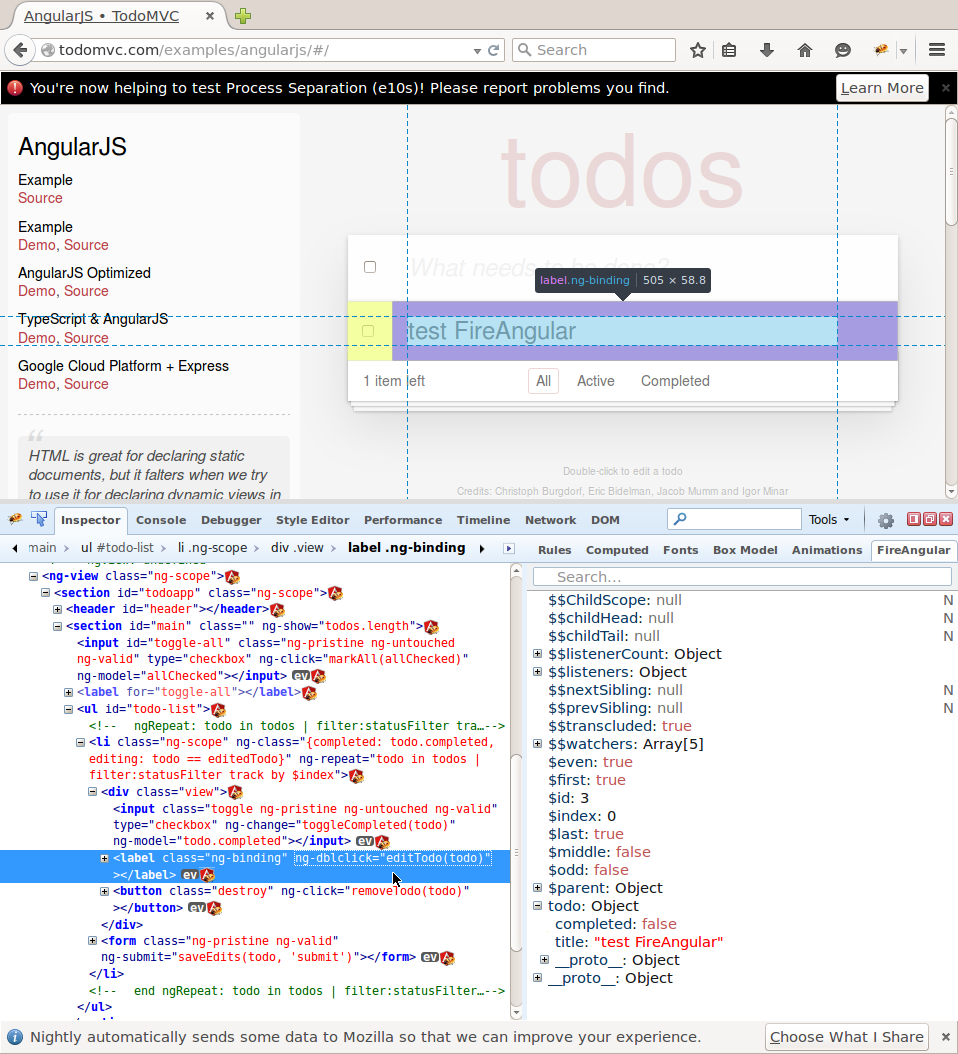 AngularJS • TodoMVC
todomvc.com/examples/angularjs/#/
Search
You're now helping to test Process Separation (e10s)! Please report problems you find.
Learn More
AngularJS
Example
Source
Example
Demo, Source
AngularJS Optimized
Demo, Source
TypeScript & AngularJS
Demo, Source
Google Cloud Platform + Express
Demo, Source
“
HTML is great for declaring static
documents, but it falters when we try
to use it for declaring dynamic views in
todos
What needs to be done?
label.ng-binding | 505 × 58.8
test FireAngular
1 item left
All
Active
Completed
Double-click to edit a todo
Credits: Christoph Burgdorf, Eric Bidelman, Jacob Mumm and Igor Minar
Inspector
Console
Debugger
Style Editor
Performance
Timeline
Network
DOM
Tools
main
ul #todo-list
li .ng-scope
div .view
label .ng-binding
Rules
Computed
Fonts
Box Model
Animations
FireAngular
<ng-view class="ng-scope">
<section id="todoapp" class="ng-scope">
<header id="header"></header>
<section id="main" class="" ng-show="todos.length">
<input id="toggle-all" class="ng-pristine ng-untouched
ng-valid" type="checkbox" ng-click="markAll(allChecked)"
ng-model="allChecked"></input> ev
<label for="toggle-all"></label>
<ul id="todo-list">
<!-- ngRepeat: todo in todos | filter:statusFilter tra…-->
<li class="ng-scope" ng-class="{completed: todo.completed,
editing: todo == editedTodo}" ng-repeat="todo in todos |
filter:statusFilter track by $index">
<div class="view">
<input class="toggle ng-pristine ng-untouched ng-valid"
type="checkbox" ng-change="toggleCompleted(todo)"
ng-model="todo.completed"></input> ev
<label class="ng-binding" ng-dblclick="editTodo(todo)"
></label> ev
<button class="destroy" ng-click="removeTodo(todo)"
></button> ev
</div>
<form class="ng-pristine ng-valid"
ng-submit="saveEdits(todo, 'submit')"></form> ev
</li>
<!-- end ngRepeat: todo in todos | filter:statusFilter…-->
</ul>
Search...
$$ChildScope: null N
$$childHead: null N
$$childTail: null N
$$listenerCount: Object
$$listeners: Object
$$nextSibling: null N
$$prevSibling: null N
$$transcluded: true
$$watchers: Array[5]
$even: true
$first: true
$id: 3
$index: 0
$last: true
$middle: false
$odd: false
$parent: Object
todo: Object
completed: false
title: "test FireAngular"
__proto__: Object
__proto__: Object
Nightly automatically sends some data to Mozilla so that we can improve your experience.
Choose What I Share